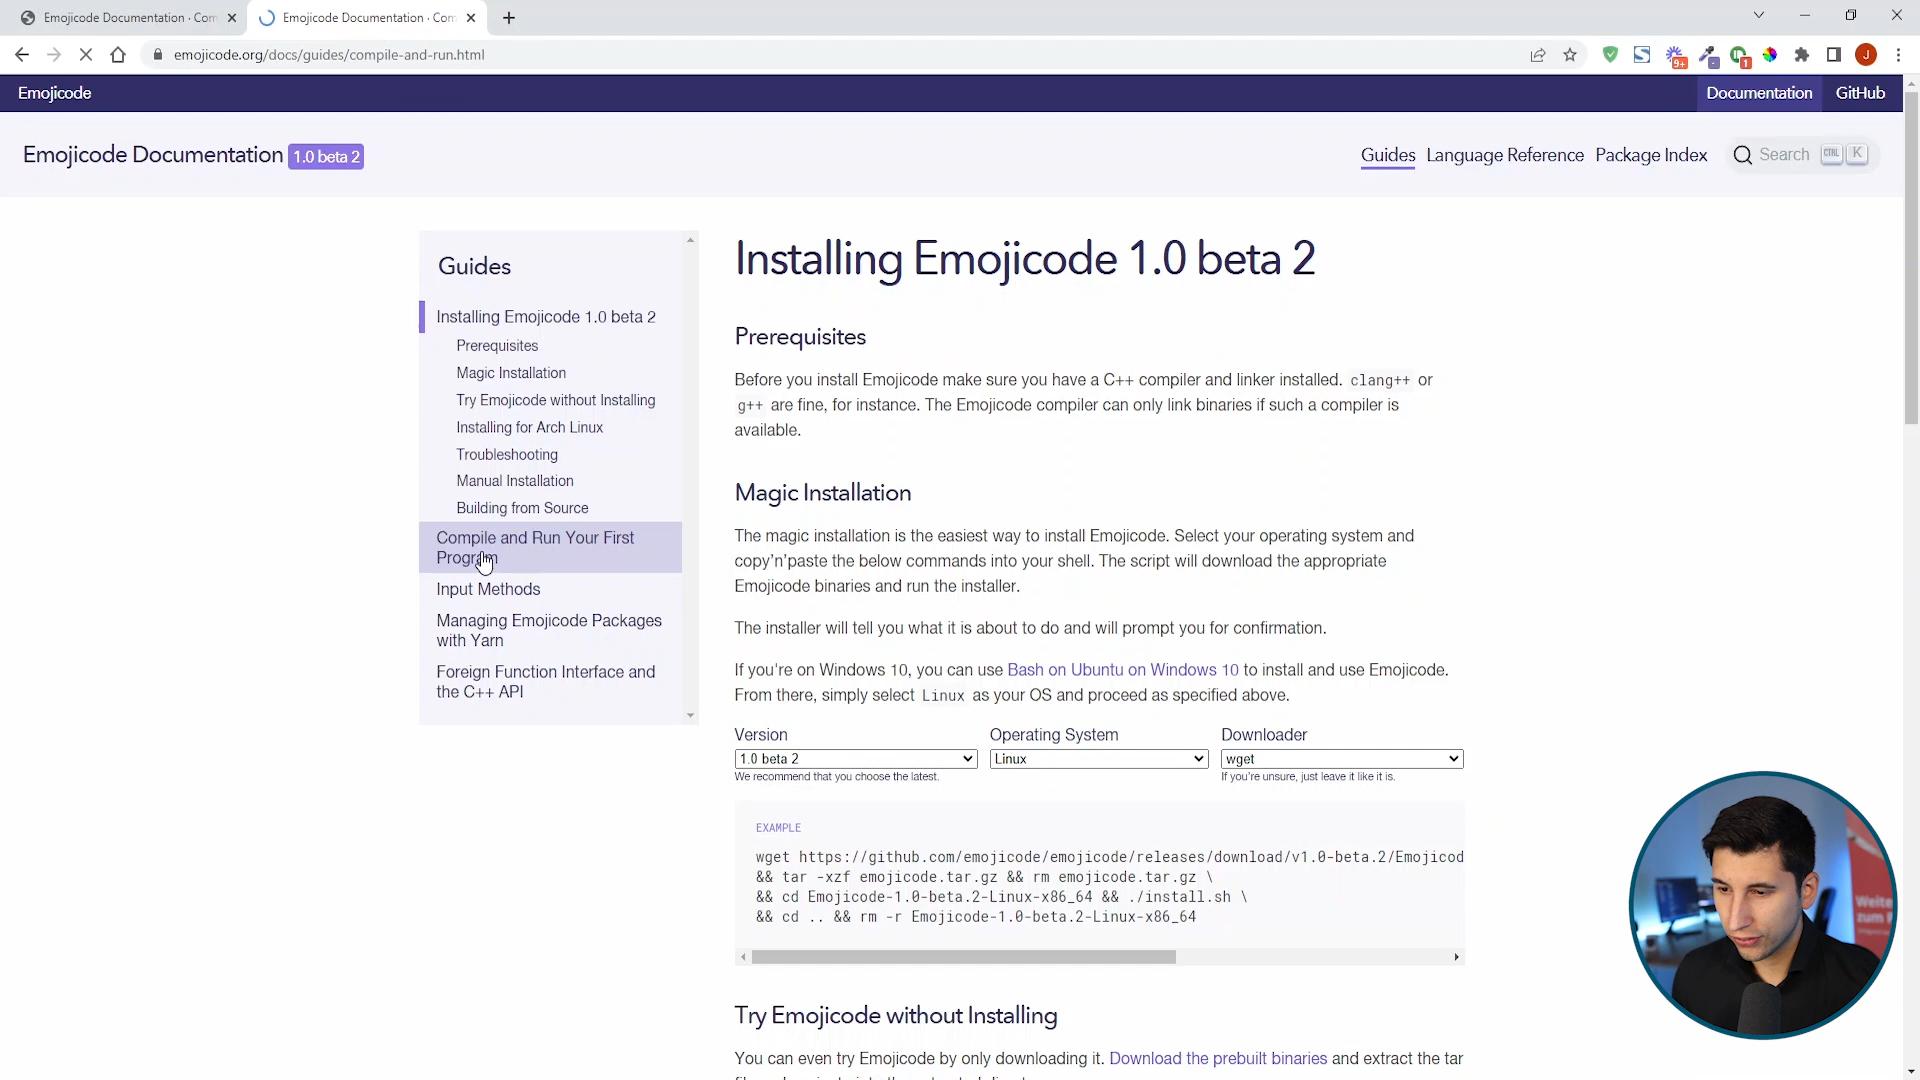 Emojicode Documentation · Com
Emojicode Documentation · Com
emojicode.org/docs/guides/compile-and-run.html
9+
1
J
Emojicode
Documentation
GitHub
Emojicode Documentation 1.0 beta 2
Guides
Language Reference
Package Index
Search CTRL K
Guides
Installing Emojicode 1.0 beta 2
Prerequisites
Magic Installation
Try Emojicode without Installing
Installing for Arch Linux
Troubleshooting
Manual Installation
Building from Source
Compile and Run Your First
Program
Input Methods
Managing Emojicode Packages
with Yarn
Foreign Function Interface and
the C++ API
Installing Emojicode 1.0 beta 2
Prerequisites
Before you install Emojicode make sure you have a C++ compiler and linker installed. clang++ or
g++ are fine, for instance. The Emojicode compiler can only link binaries if such a compiler is
available.
Magic Installation
The magic installation is the easiest way to install Emojicode. Select your operating system and
copy’n’paste the below commands into your shell. The script will download the appropriate
Emojicode binaries and run the installer.
The installer will tell you what it is about to do and will prompt you for confirmation.
If you're on Windows 10, you can use Bash on Ubuntu on Windows 10 to install and use Emojicode.
From there, simply select Linux as your OS and proceed as specified above.
Version
1.0 beta 2
We recommend that you choose the latest.
Operating System
Linux
Downloader
wget
If you're unsure, just leave it like it is.
EXAMPLE
wget https://github.com/emojicode/emojicode/releases/download/v1.0-beta.2/Emojicod
&& tar -xzf emojicode.tar.gz && rm emojicode.tar.gz \
&& cd Emojicode-1.0-beta.2-Linux-x86_64 && ./install.sh \
&& cd .. && rm -r Emojicode-1.0-beta.2-Linux-x86_64
Try Emojicode without Installing
You can even try Emojicode by only downloading it. Download the prebuilt binaries and extract the tar
Weite
zum P